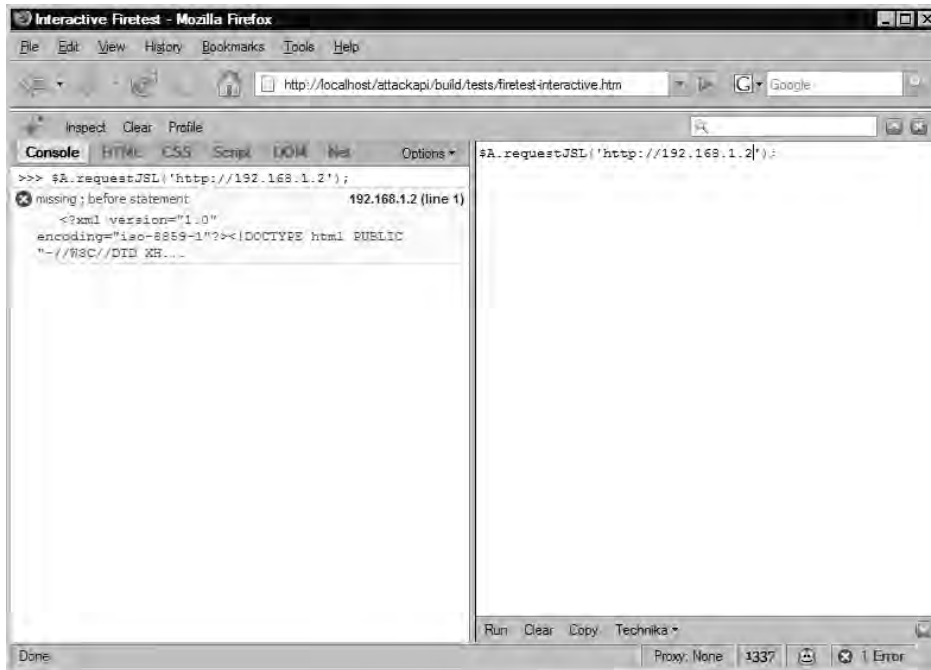 Interactive Firetest - Mozilla Firefox
File Edit View History Bookmarks Tools Help
http://localhost/attackapi/build/tests/firetest-interactive.htm
G Google
Inspect Clear Profile
Console HTML CSS Script DOM Net Options
>>> $A.requestJSL('http://192.168.1.2');
missing ; before statement 192.168.1.2 (line 1)
<?xml version="1.0"
encoding="iso-8859-1"?><!DOCTYPE html PUBLIC
"-//W3C//DTD XH...
$A.requestJSL('http://192.168.1.2');
Run Clear Copy Technika
Done
Proxy: None 1337 1 Error